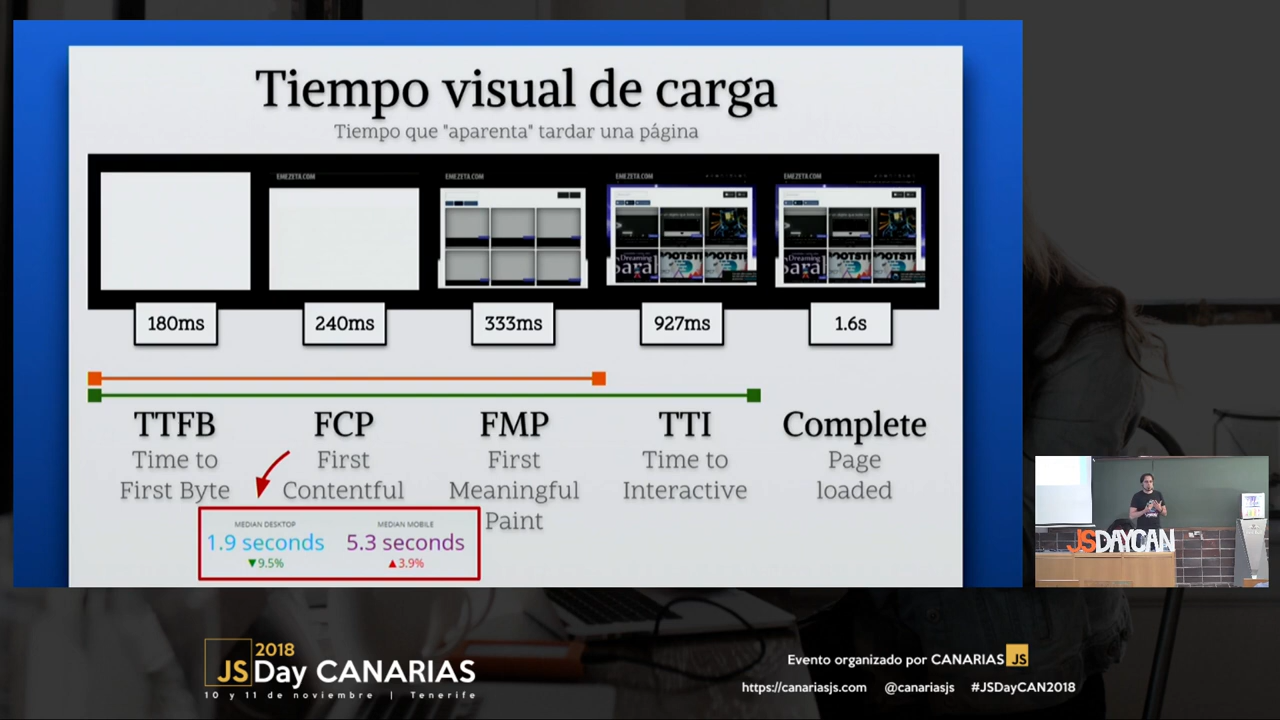 Tiempo visual de carga
Tiempo que "aparenta" tardar una página
EMEZETA.COM
EMEZETA.COM
EMEZETA.COM
EMEZETA.COM
180ms
240ms
333ms
927ms
1.6s
TTFB
Time to
First Byte
FCP
First
Contentful
FMP
First
Meaningful
Paint
TTI
Time to
Interactive
Complete
Page
loaded
MEDIAN DESKTOP
1.9 seconds
▼9.5%
MEDIAN MOBILE
5.3 seconds
▲3.9%
JSDAYCAN
2018
JSDay CANARIAS
10 y 11 de noviembre | Tenerife
Evento organizado por CANARIAS JS
https://canariasjs.com @canariasjs #JSDayCAN2018